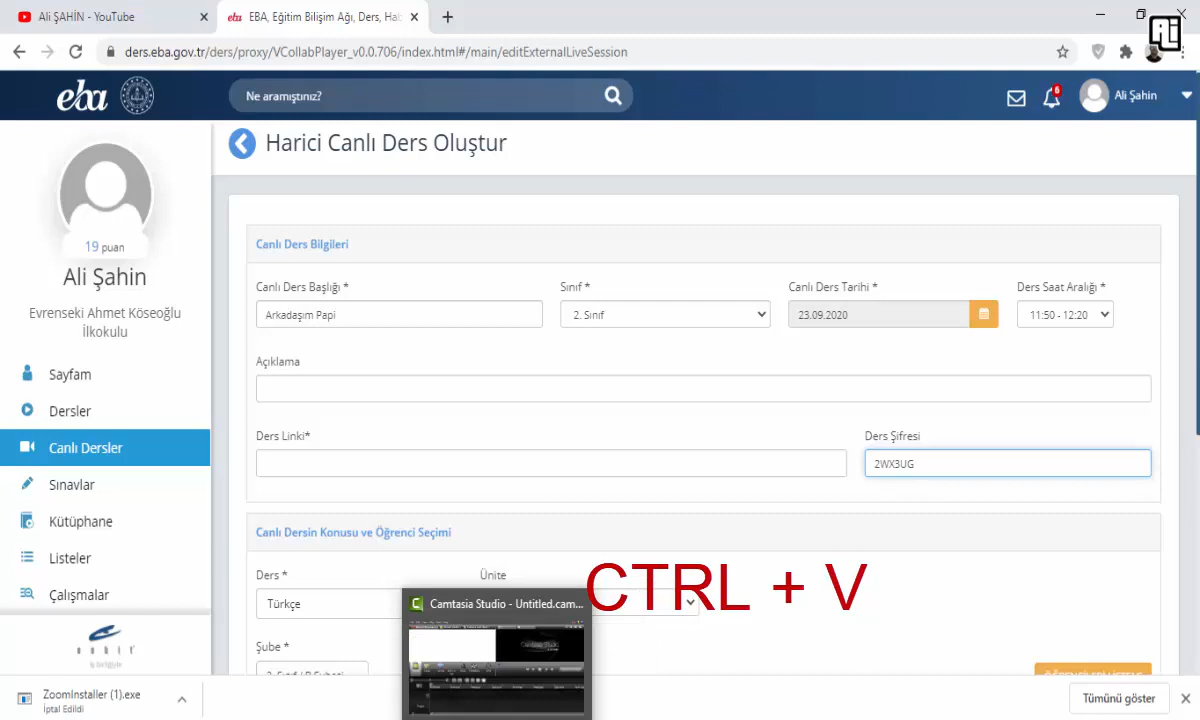 Ali ŞAHİN - YouTube
EBA, Eğitim Bilişim Ağı, Ders, Hab
ders.eba.gov.tr/ders/proxy/VCollabPlayer_v0.0.706/index.html#/main/editExternalLiveSession
eba
Ne aramıştınız?
6
Ali Şahin
Harici Canlı Ders Oluştur
19 puan
Ali Şahin
Evrenseki Ahmet Köseoğlu
İlkokulu
Sayfam
Dersler
Canlı Dersler
Sınavlar
Kütüphane
Listeler
Çalışmalar
Canlı Ders Bilgileri
Canlı Ders Başlığı *
Sınıf *
Canlı Ders Tarihi *
Ders Saat Aralığı *
Arkadaşım Papi
2. Sınıf
23.09.2020
11:50 - 12:20
Açıklama
Ders Linki*
Ders Şifresi
2WX3UG
Canlı Dersin Konusu ve Öğrenci Seçimi
Ders *
Ünite
Türkçe
CTRL + V
Camtasia Studio - Untitled.cam...
Şube *
ZoomInstaller (1).exe
İptal Edildi
Tümünü göster